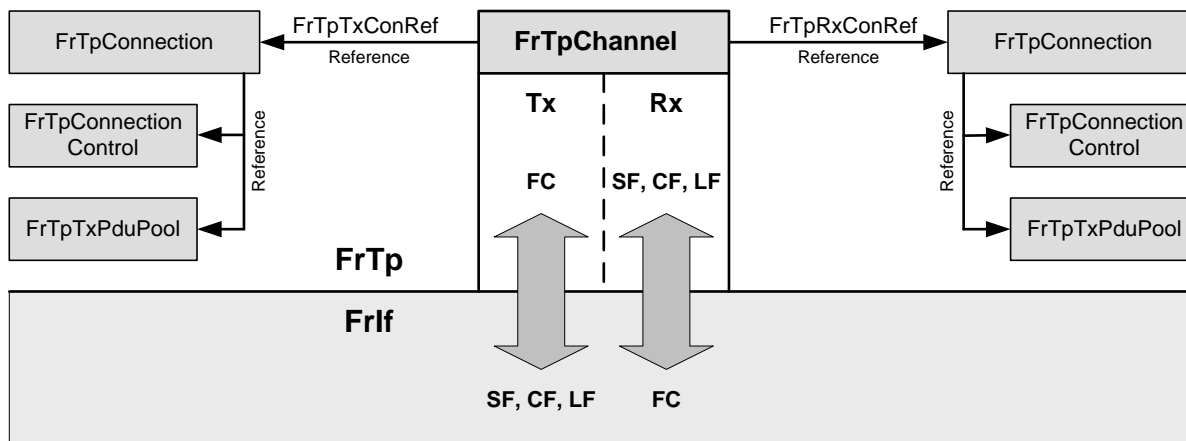 FrTpConnection
FrTpTxConRef
Reference
FrTpChannel
FrTpRxConRef
Reference
FrTpConnection
Tx
Rx
FrTpConnection
Control
Reference
Reference
FrTpConnection
Control
FC
SF, CF, LF
FrTpTxPduPool
FrTpTxPduPool
FrTp
FrIf
SF, CF, LF
FC